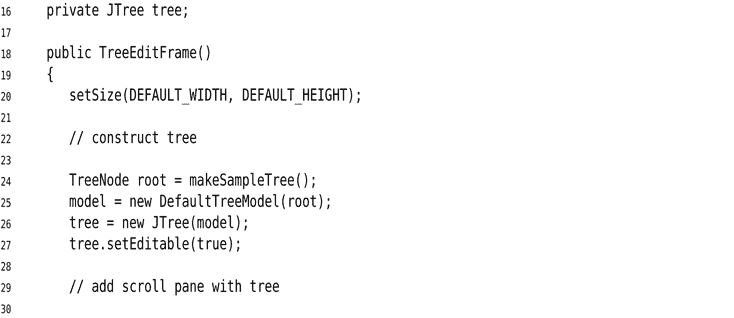 16 private JTree tree;
17
18 public TreeEditFrame()
19 {
20 setSize(DEFAULT_WIDTH, DEFAULT_HEIGHT);
21
22 // construct tree
23
24 TreeNode root = makeSampleTree();
25 model = new DefaultTreeModel(root);
26 tree = new JTree(model);
27 tree.setEditable(true);
28
29 // add scroll pane with tree
30